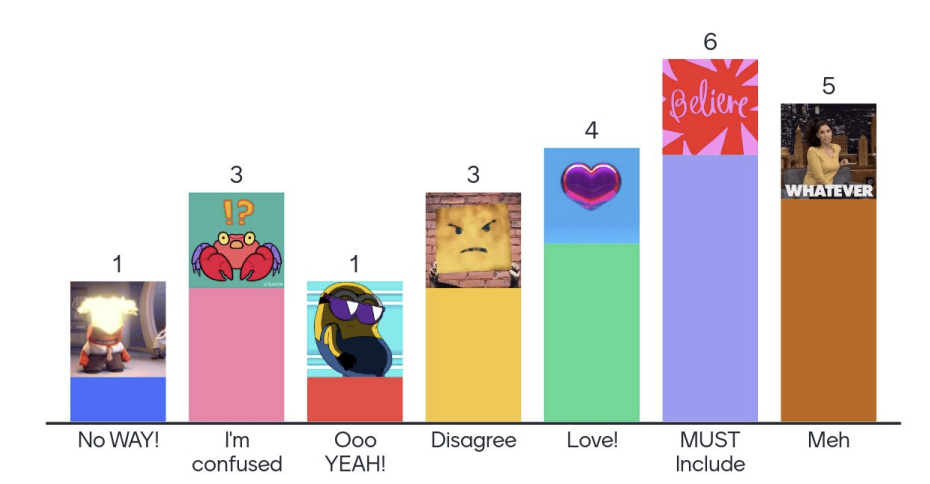 6
5
4
3
3
1
1
!?
Believe
WHATEVER
No WAY!
I'm
confused
Ooo
YEAH!
Disagree
Love!
MUST
Include
Meh